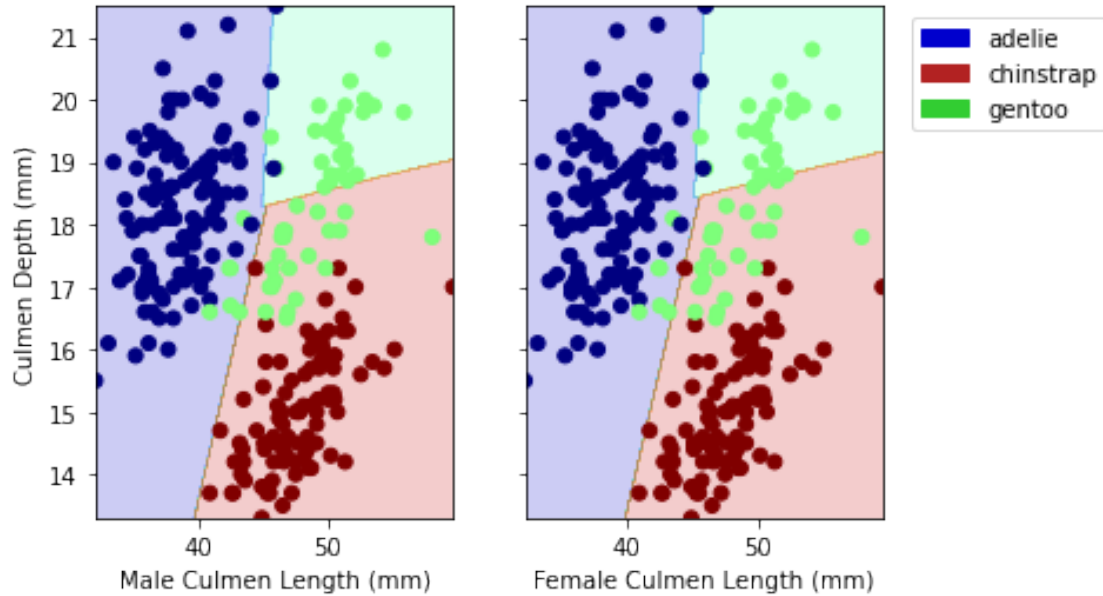 21
20
19
18
17
16
15
14
Culmen Depth (mm)
40
50
Male Culmen Length (mm)
40
50
Female Culmen Length (mm)
adelie
chinstrap
gentoo